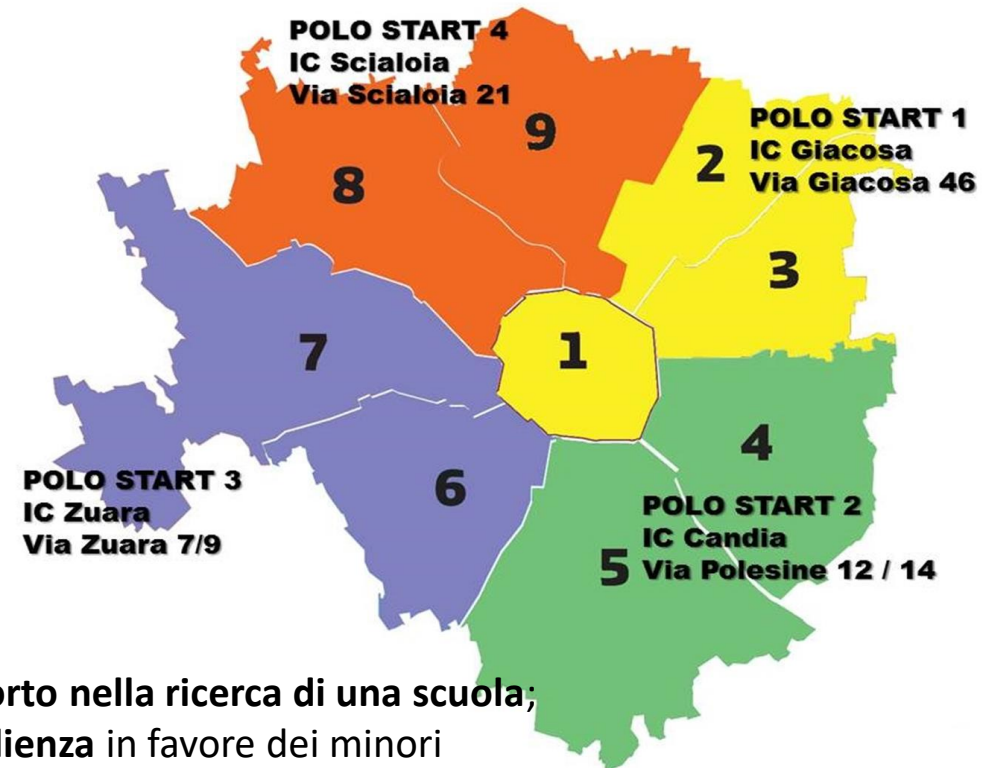 POLO START 4
IC Scialoia
Via Scialoia 21
9
8
2
POLO START 1
IC Giacosa
Via Giacosa 46
3
7
1
4
6
POLO START 3
IC Zuara
Via Zuara 7/9
POLO START 2
IC Candia
Via Polesine 12 / 14
5
nella ricerca di una scuola;
in favore dei minori